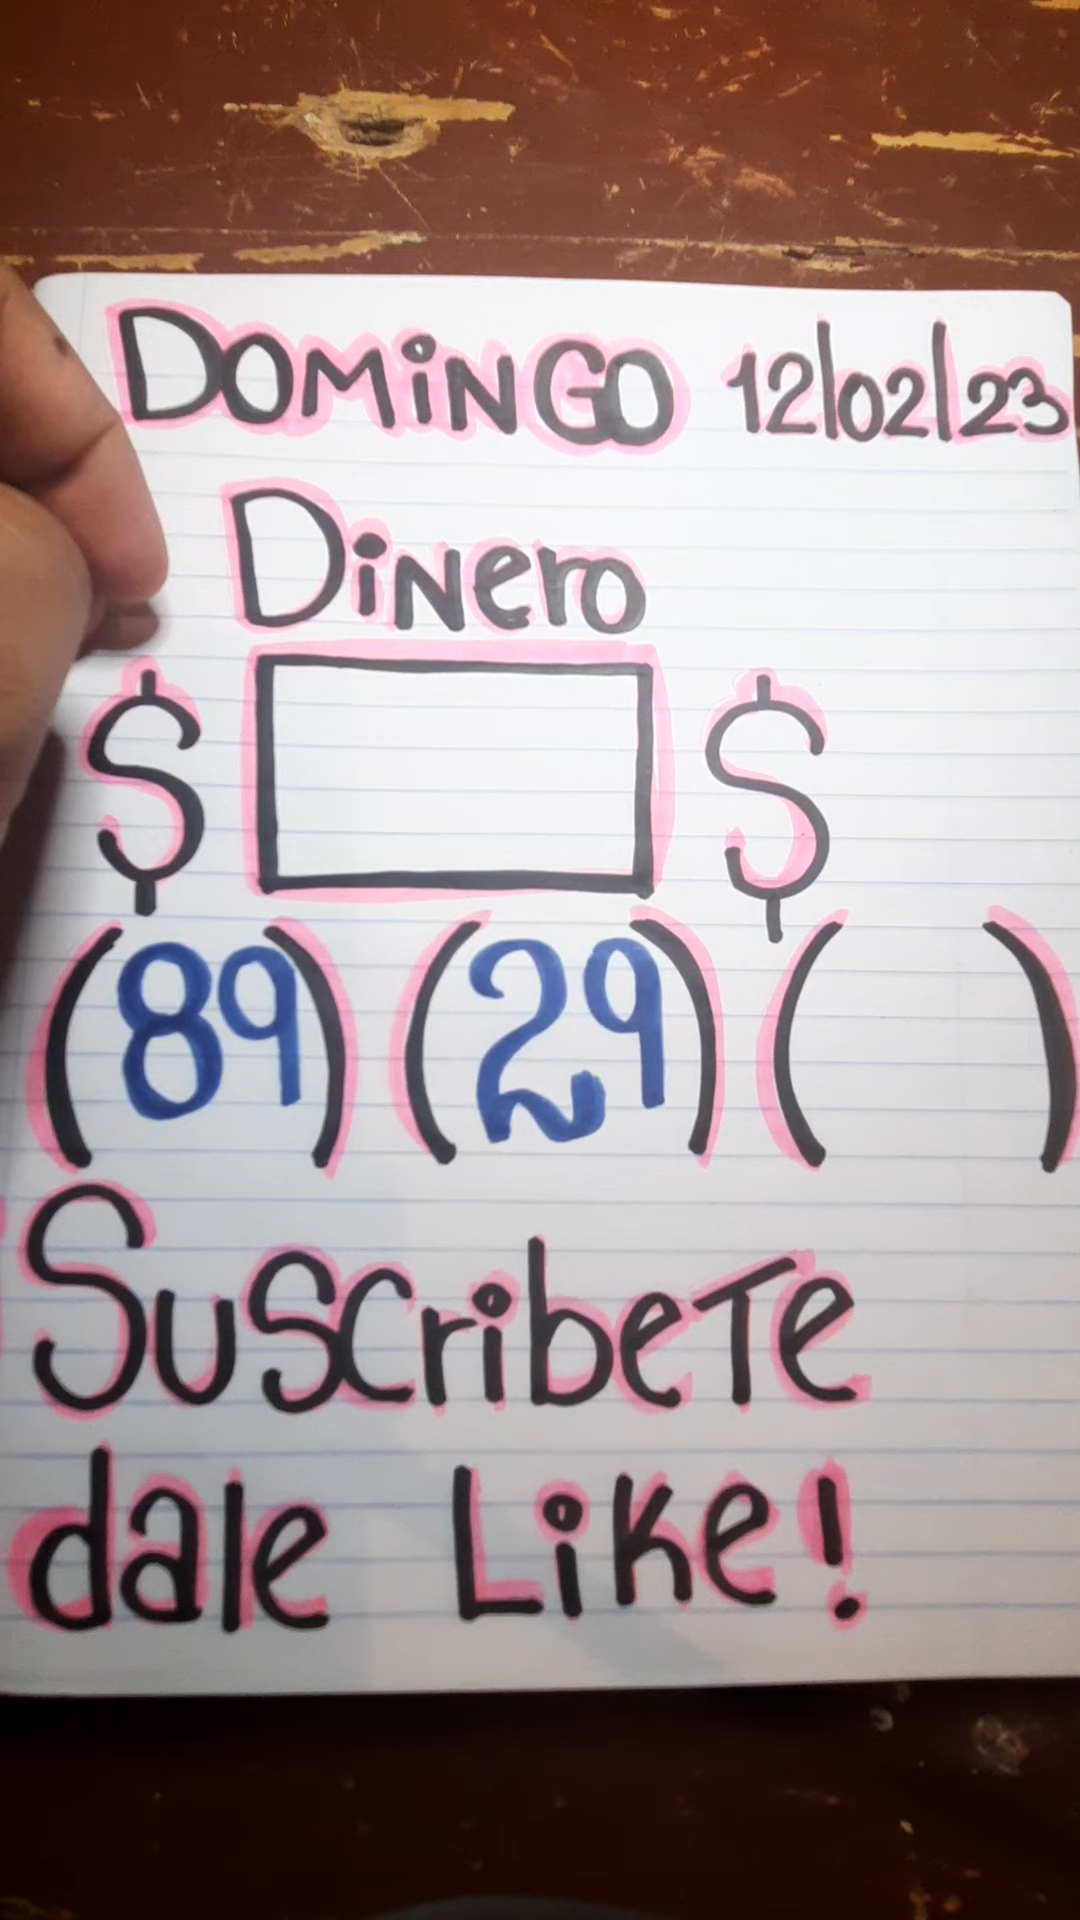 DOMiNGO 12/02/23
DiNero
$ $
(89) (29) ( )
SuscribeTe
dale Like!